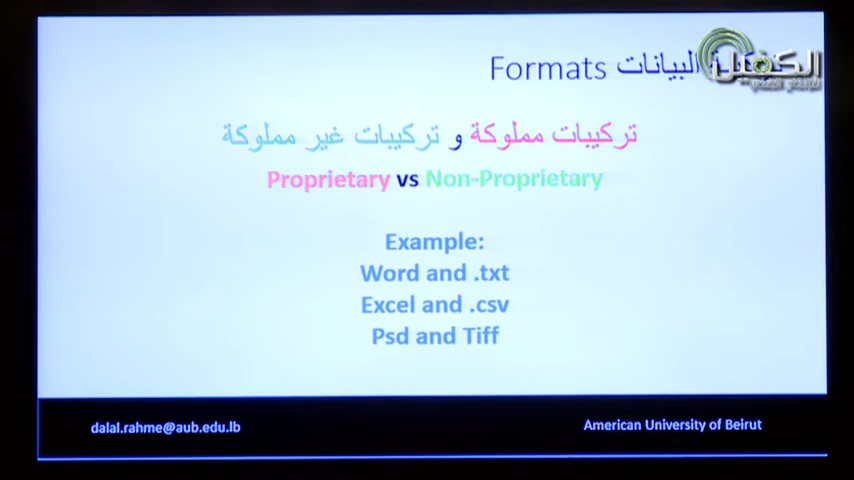 البيانات Formats
الكفيل
تركيبات مملوكة و تركيبات غير مملوكة
Proprietary vs Non-Proprietary
Example:
Word and .txt
Excel and .csv
Psd and Tiff
dalal.rahme@aub.edu.lb
American University of Beirut